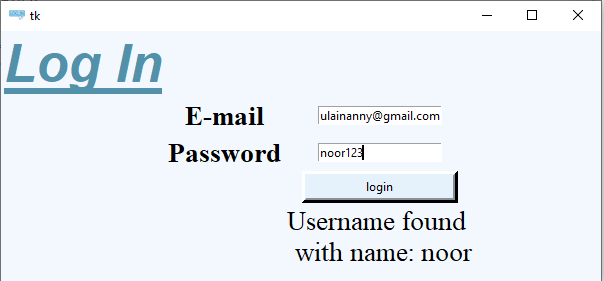 tk
Log In
E-mail ulainanny@gmail.com
Password noor123
login
Username found
with name: noor